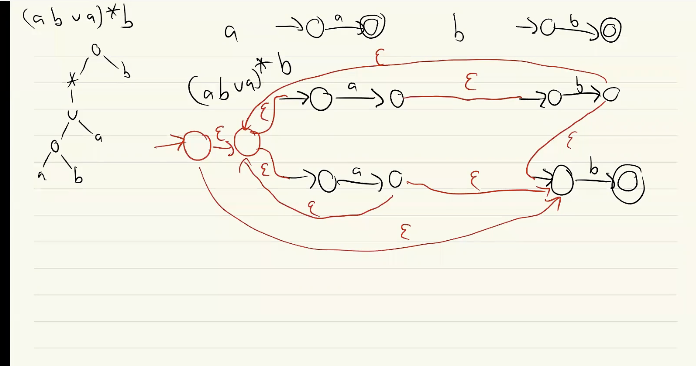 (ab∪a)*b
a →○ a →◎ b →○ b →◎
○
* b
∪
○ a
a b
(ab∪a)*b
ε
ε a ε b
ε ε
ε a ε b
ε
ε